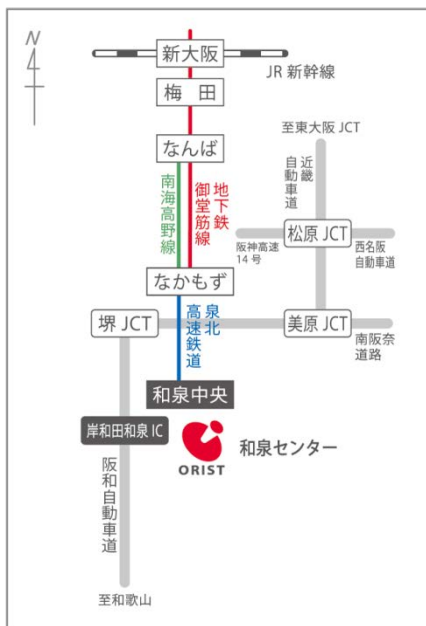 N
新大阪
JR 新幹線
梅 田
至東大阪 JCT
なんば
近畿
自動車道
南海高野線
地下鉄
御堂筋線
阪神高速
14 号
松原 JCT
西名阪
自動車道
なかもず
堺 JCT
泉北
高速鉄道
美原 JCT
南阪奈
道路
和泉中央
岸和田和泉 IC
ORIST
和泉センター
阪和自動車道
至和歌山